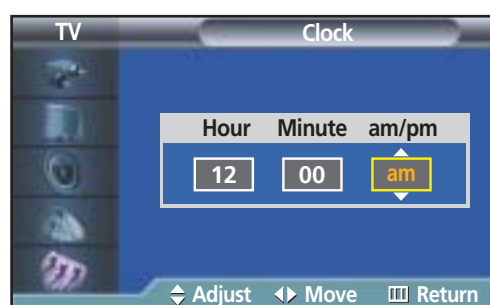 TV Clock
Hour Minute am/pm
12 00 am
Adjust Move Return